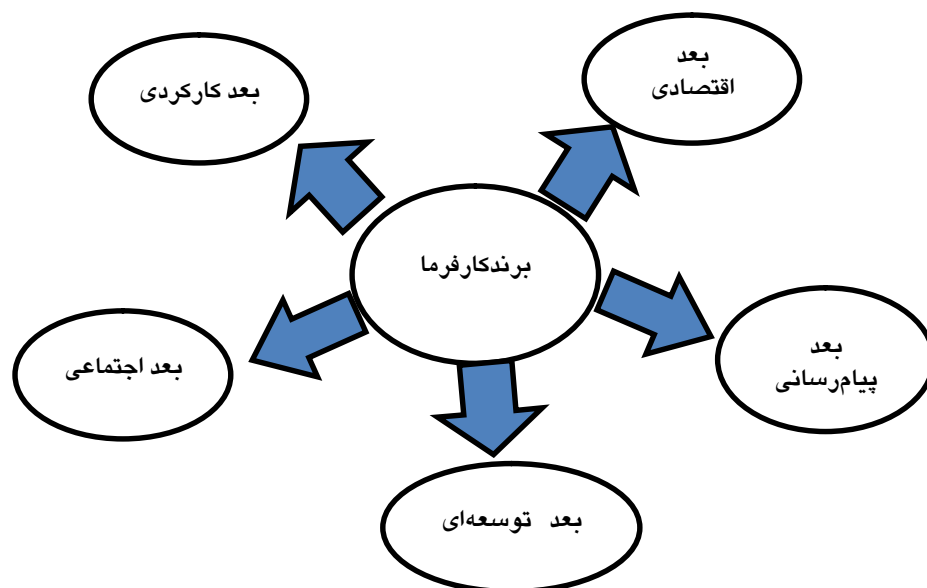 بعد
اقتصادی
بعد کارکردی
برندکارفرما
بعد
پیام‌رسانی
بعد اجتماعی
بعد توسعه‌ای